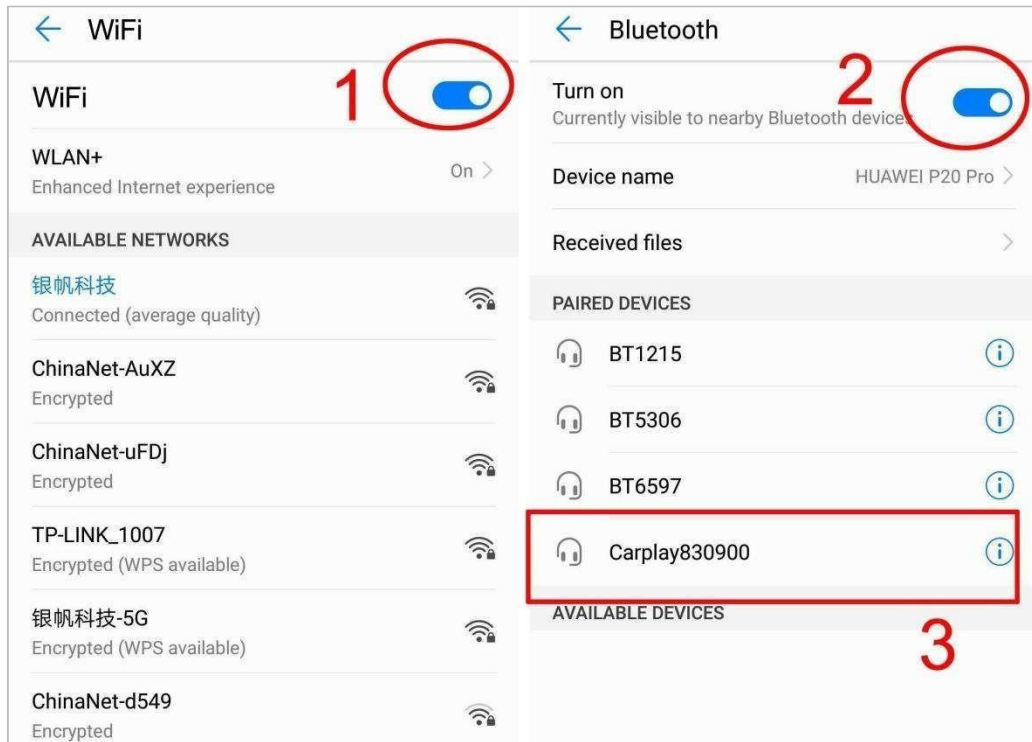 WiFi
1
WiFi
WLAN+
On
Enhanced Internet experience
AVAILABLE NETWORKS
银帆科技
Connected (average quality)
ChinaNet-AuXZ
Encrypted
ChinaNet-uFDj
Encrypted
TP-LINK_1007
Encrypted (WPS available)
银帆科技-5G
Encrypted (WPS available)
ChinaNet-d549
Encrypted
Bluetooth
2
Turn on
Currently visible to nearby Bluetooth devices
Device name
HUAWEI P20 Pro
Received files
PAIRED DEVICES
BT1215
BT5306
BT6597
Carplay830900
AVAILABLE DEVICES
3